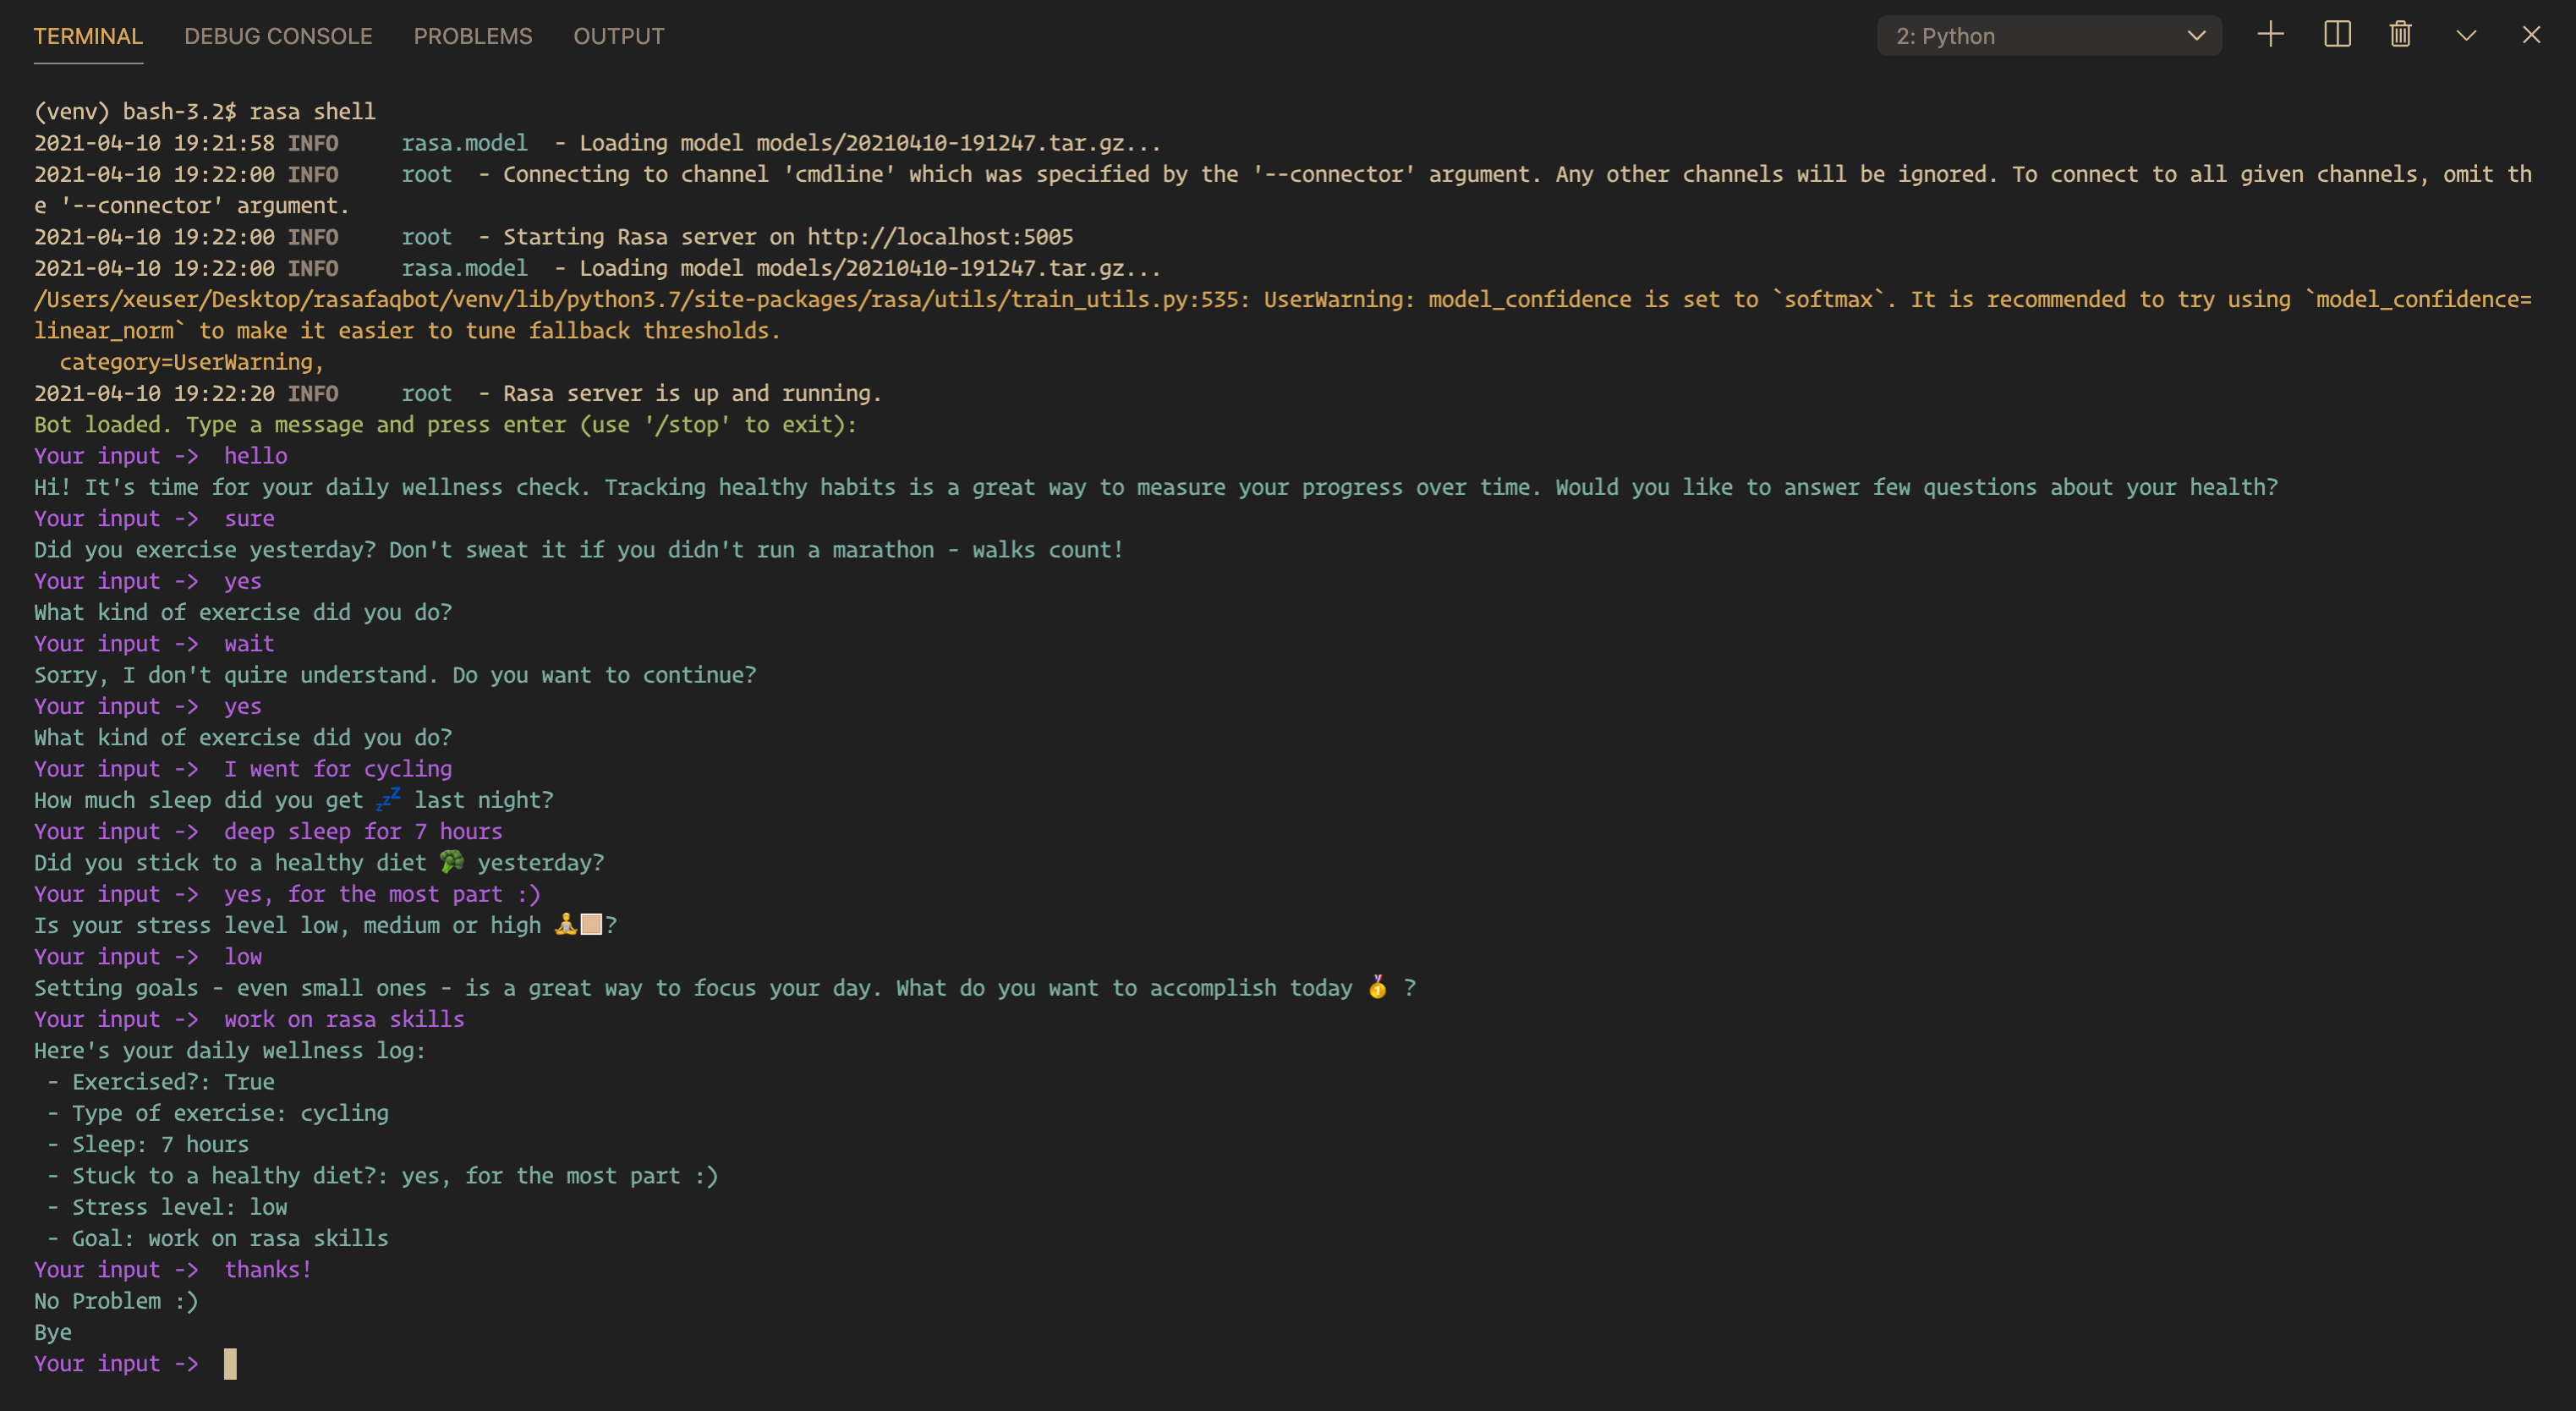 TERMINAL DEBUG CONSOLE PROBLEMS OUTPUT 2: Python
(venv) bash-3.2$ rasa shell
2021-04-10 19:21:58 INFO     rasa.model  - Loading model models/20210410-191247.tar.gz...
2021-04-10 19:22:00 INFO     root  - Connecting to channel 'cmdline' which was specified by the '--connector' argument. Any other channels will be ignored. To connect to all given channels, omit th
e '--connector' argument.
2021-04-10 19:22:00 INFO     root  - Starting Rasa server on http://localhost:5005
2021-04-10 19:22:00 INFO     rasa.model  - Loading model models/20210410-191247.tar.gz...
/Users/xeuser/Desktop/rasafaqbot/venv/lib/python3.7/site-packages/rasa/utils/train_utils.py:535: UserWarning: model_confidence is set to `softmax`. It is recommended to try using `model_confidence=
linear_norm` to make it easier to tune fallback thresholds.
  category=UserWarning,
2021-04-10 19:22:20 INFO     root  - Rasa server is up and running.
Bot loaded. Type a message and press enter (use '/stop' to exit):
Your input ->  hello
Hi! It's time for your daily wellness check. Tracking healthy habits is a great way to measure your progress over time. Would you like to answer few questions about your health?
Your input ->  sure
Did you exercise yesterday? Don't sweat it if you didn't run a marathon - walks count!
Your input ->  yes
What kind of exercise did you do?
Your input ->  wait
Sorry, I don't quire understand. Do you want to continue?
Your input ->  yes
What kind of exercise did you do?
Your input ->  I went for cycling
How much sleep did you get 💤 last night?
Your input ->  deep sleep for 7 hours
Did you stick to a healthy diet 🥦 yesterday?
Your input ->  yes, for the most part :)
Is your stress level low, medium or high 🧘🏼?
Your input ->  low
Setting goals - even small ones - is a great way to focus your day. What do you want to accomplish today 🥇 ?
Your input ->  work on rasa skills
Here's your daily wellness log:
 - Exercised?: True
 - Type of exercise: cycling
 - Sleep: 7 hours
 - Stuck to a healthy diet?: yes, for the most part :)
 - Stress level: low
 - Goal: work on rasa skills
Your input ->  thanks!
No Problem :)
Bye
Your input ->